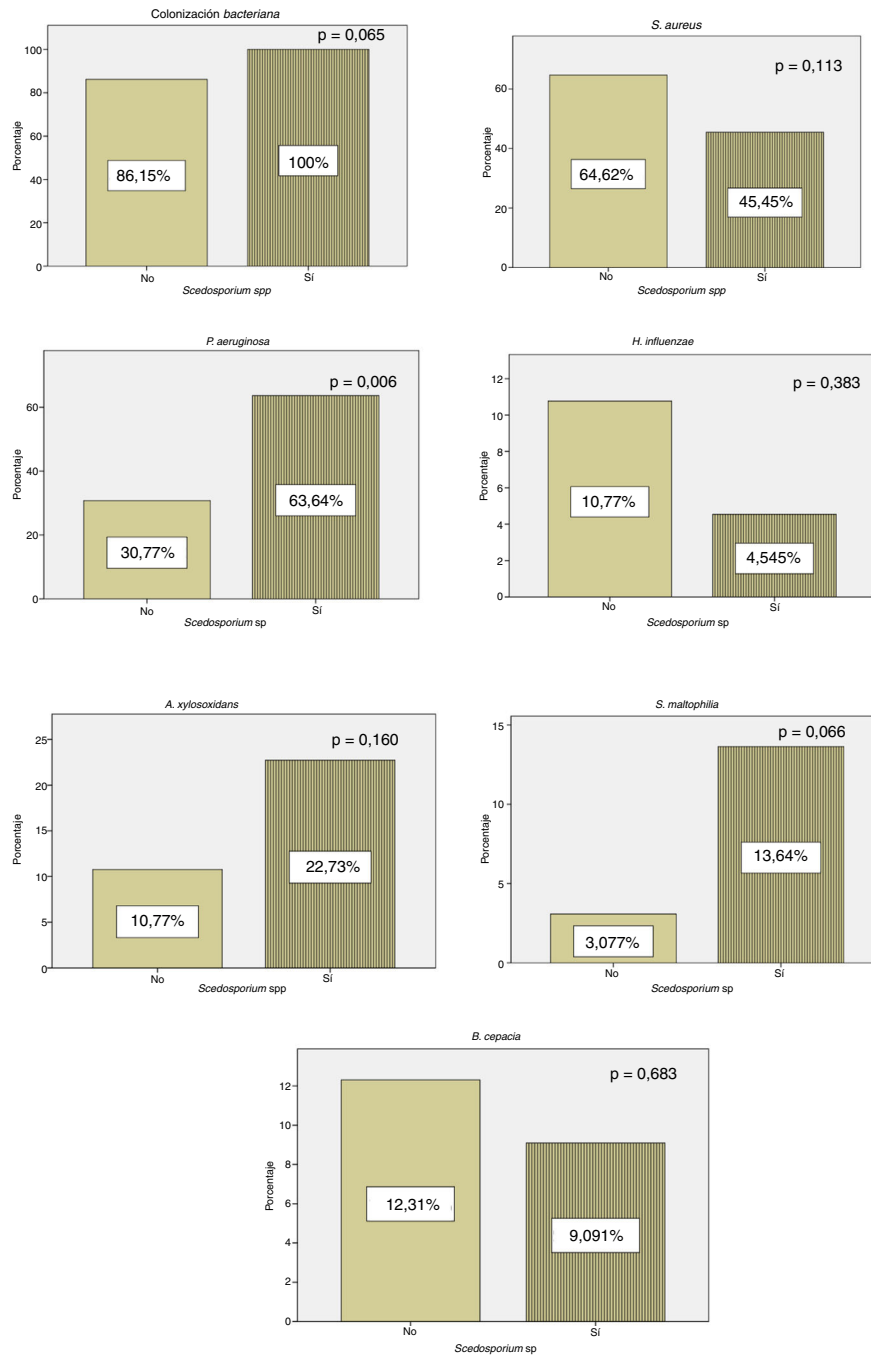 Colonización bacteriana
p = 0,065
100
80
60
40
20
0
Porcentaje
86,15%
100%
No
Sí
Scedosporium spp
S. aureus
p = 0,113
60
40
20
0
Porcentaje
64,62%
45,45%
No
Sí
Scedosporium spp
P. aeruginosa
p = 0,006
60
40
20
0
Porcentaje
30,77%
63,64%
No
Sí
Scedosporium sp
H. influenzae
p = 0,383
12
10
8
6
4
2
0
Porcentaje
10,77%
4,545%
No
Sí
Scedosporium sp
A. xylosoxidans
p = 0,160
25
20
15
10
5
0
Porcentaje
10,77%
22,73%
No
Sí
Scedosporium spp
S. maltophilia
p = 0,066
15
10
5
0
Porcentaje
3,077%
13,64%
No
Sí
Scedosporium sp
B. cepacia
p = 0,683
12
10
8
6
4
2
0
Porcentaje
12,31%
9,091%
No
Sí
Scedosporium sp